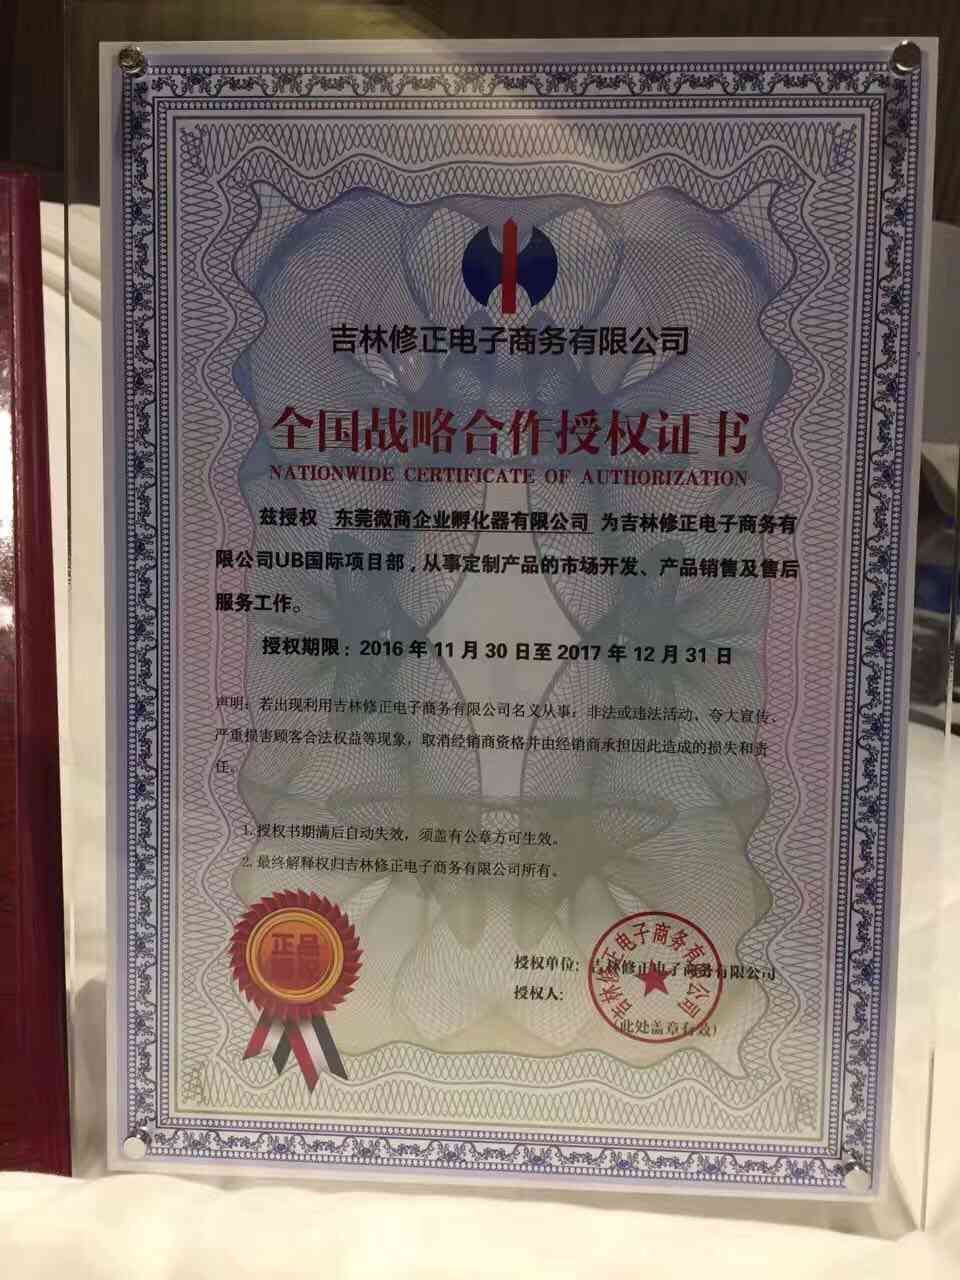 吉林修正电子商务有限公司
全国战略合作授权证书
NATIONWIDE CERTIFICATE OF AUTHORIZATION
兹授权 东莞微商企业孵化器有限公司 为吉林修正电子商务有
限公司UB国际项目部，从事定制产品的市场开发、产品销售及售后
服务工作。
授权期限：2016 年 11 月 30 日至 2017 年 12 月 31 日
声明：若出现利用吉林修正电子商务有限公司名义从事：非法或违法活动、夸大宣传、
严重损害顾客合法权益等现象，取消经销商资格并由经销商承担因此造成的损失和责
任。
1.授权书期满后自动失效，须盖有公章方可生效。
2.最终解释权归吉林修正电子商务有限公司所有。
正品
授权单位：吉林修正电子商务有限公司
授权人：
（此处盖章有效）
吉林修正电子商务有限公司